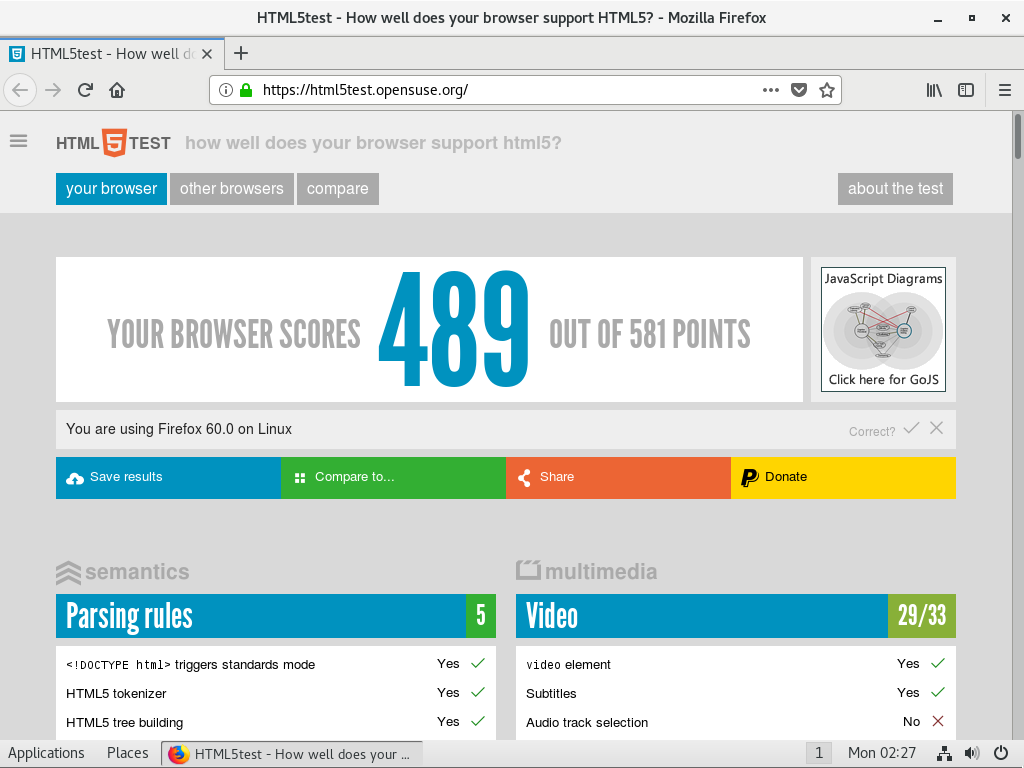 HTML5test - How well does your browser support HTML5? - Mozilla Firefox
HTML5test - How well do
https://html5test.opensuse.org/
HTML 5 TEST how well does your browser support html5?
your browser other browsers compare about the test
YOUR BROWSER SCORES 489 OUT OF 581 POINTS
JavaScript Diagrams
Click here for GoJS
You are using Firefox 60.0 on Linux Correct?
Save results Compare to... Share Donate
semantics
Parsing rules 5
<!DOCTYPE html> triggers standards mode Yes
HTML5 tokenizer Yes
HTML5 tree building Yes
multimedia
Video 29/33
video element Yes
Subtitles Yes
Audio track selection No
Applications Places HTML5test - How well does your ... 1 Mon 02:27